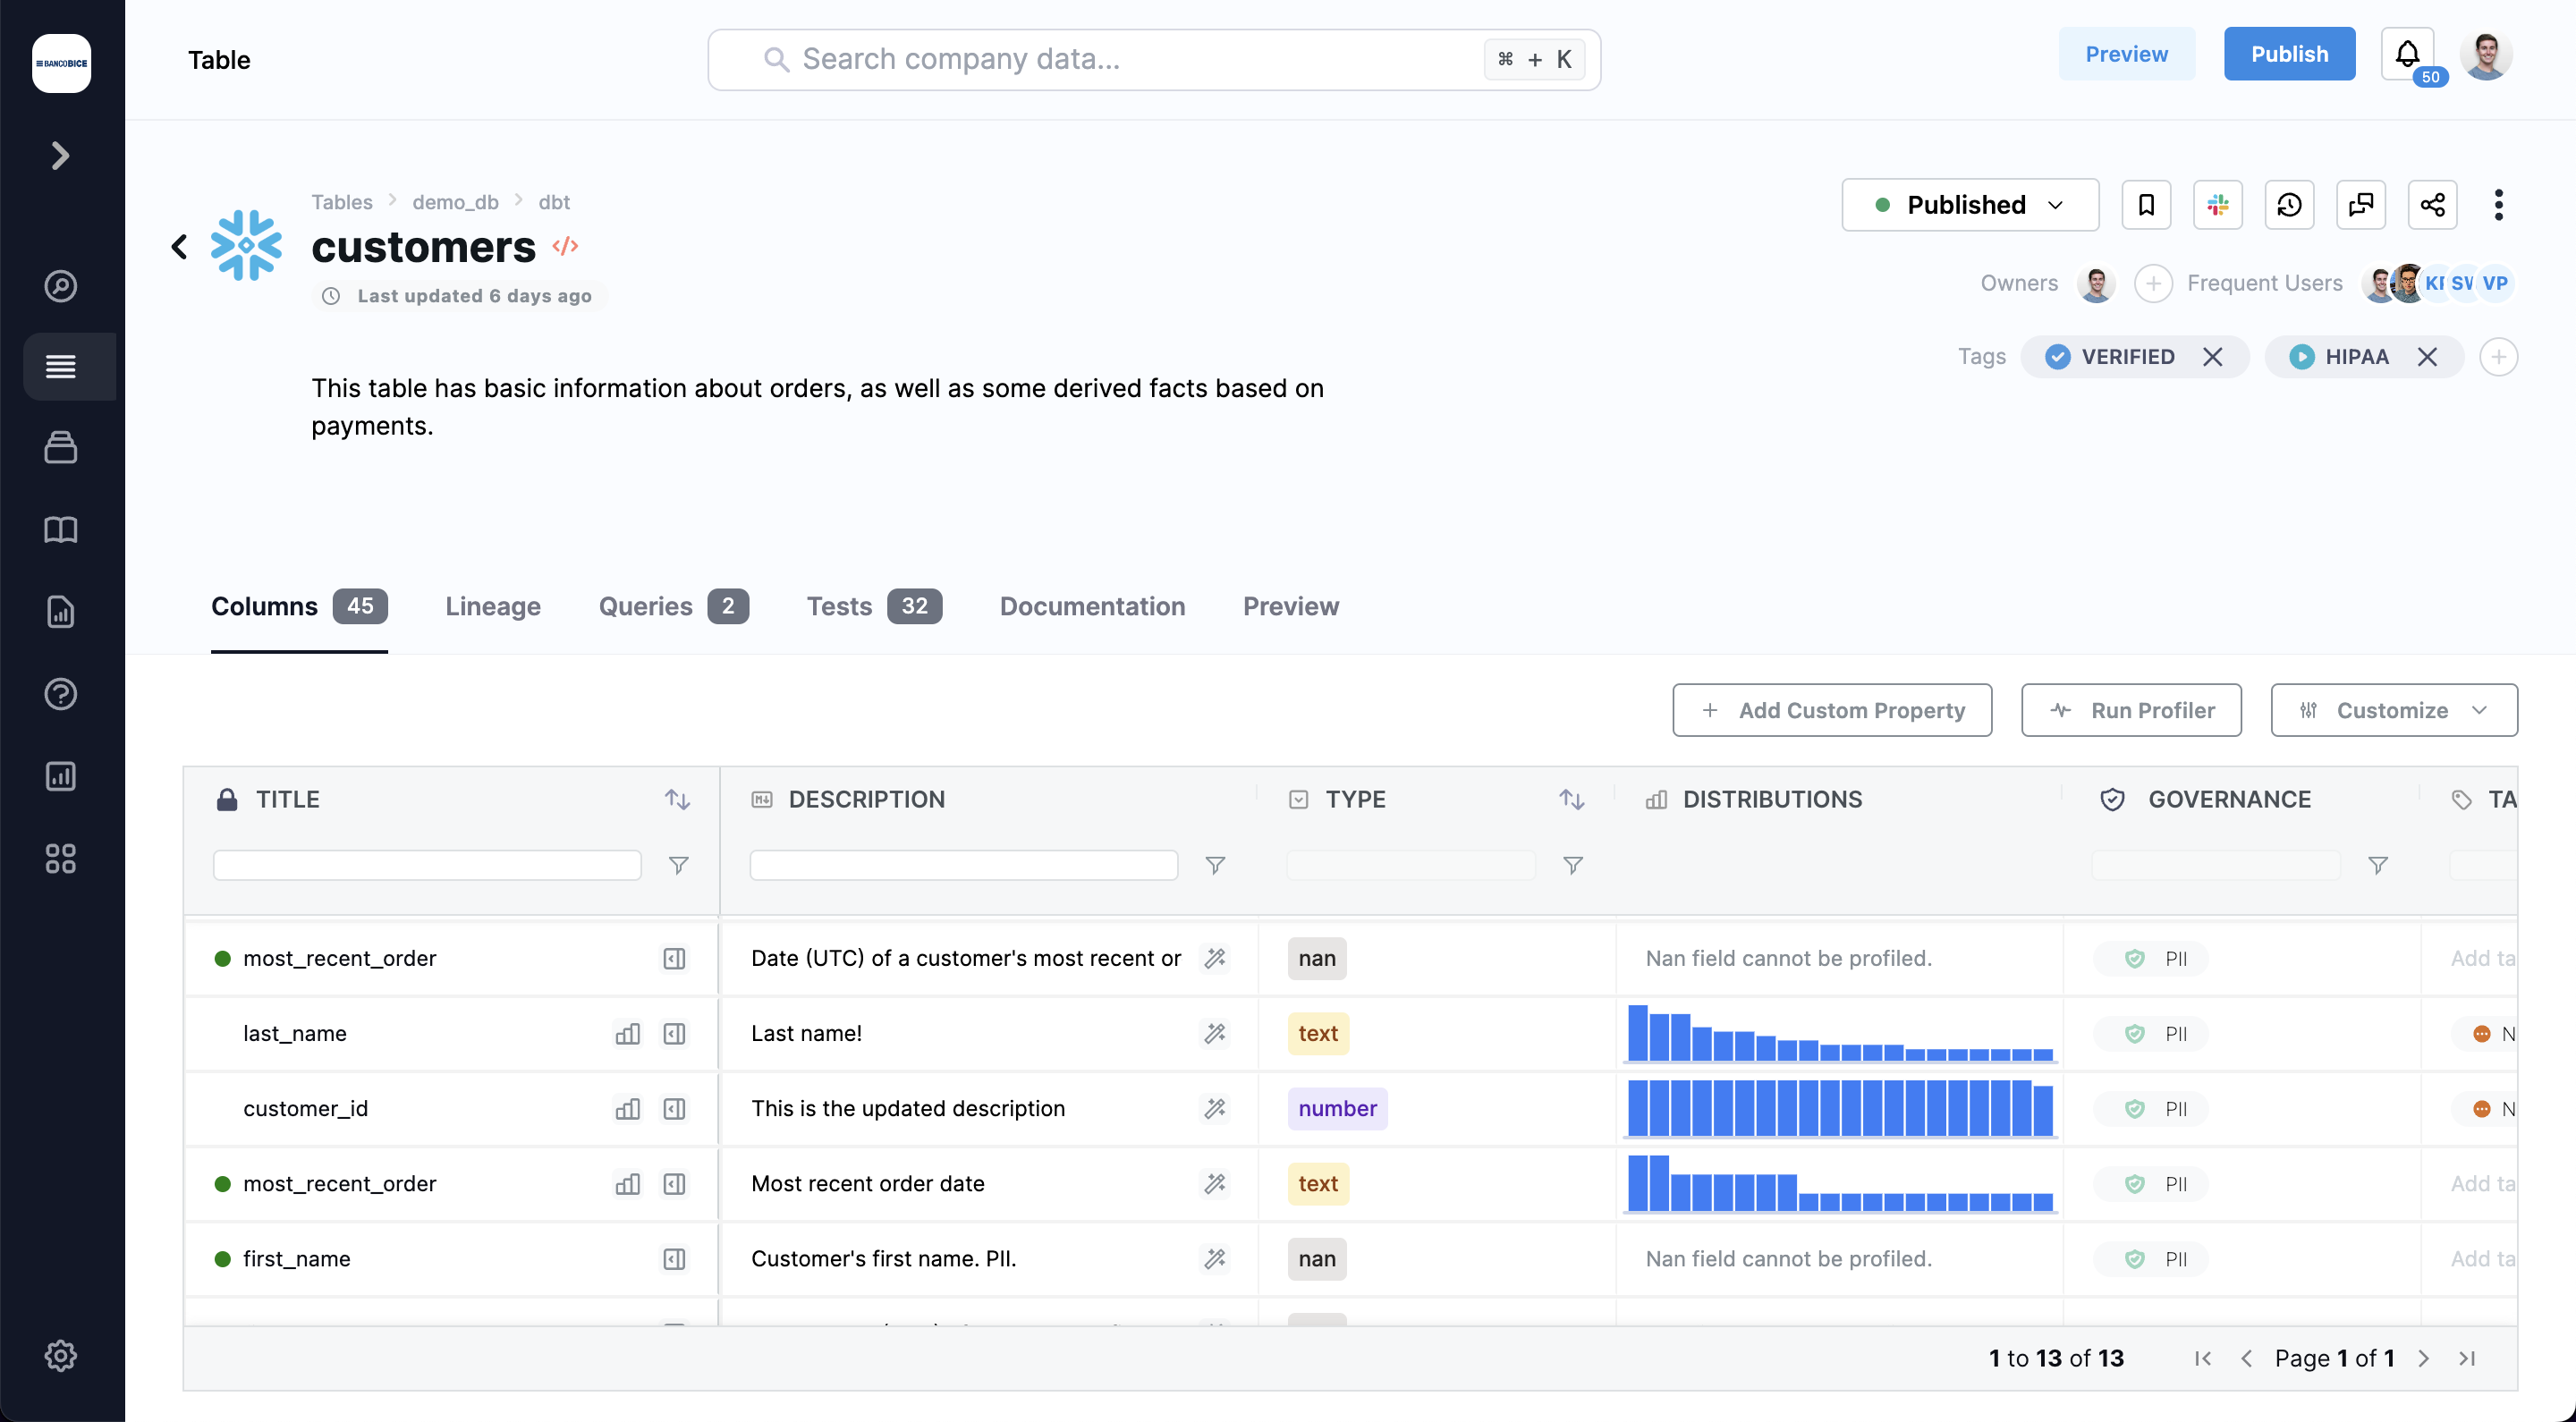 BANCOBICE
Table
Search company data...
⌘ + K
Preview
Publish
50
Tables > demo_db > dbt
customers </>
Last updated 6 days ago
Published
Owners
Frequent Users
VP
Tags
VERIFIED
HIPAA
This table has basic information about orders, as well as some derived facts based on
payments.
Columns 45
Lineage
Queries 2
Tests 32
Documentation
Preview
+ Add Custom Property
Run Profiler
Customize
TITLE
DESCRIPTION
TYPE
DISTRIBUTIONS
GOVERNANCE
TA
most_recent_order
Date (UTC) of a customer's most recent or
nan
Nan field cannot be profiled.
PII
Add ta
last_name
Last name!
text
PII
N
customer_id
This is the updated description
number
PII
N
most_recent_order
Most recent order date
text
PII
Add ta
first_name
Customer's first name. PII.
nan
Nan field cannot be profiled.
PII
Add ta
1 to 13 of 13
Page 1 of 1